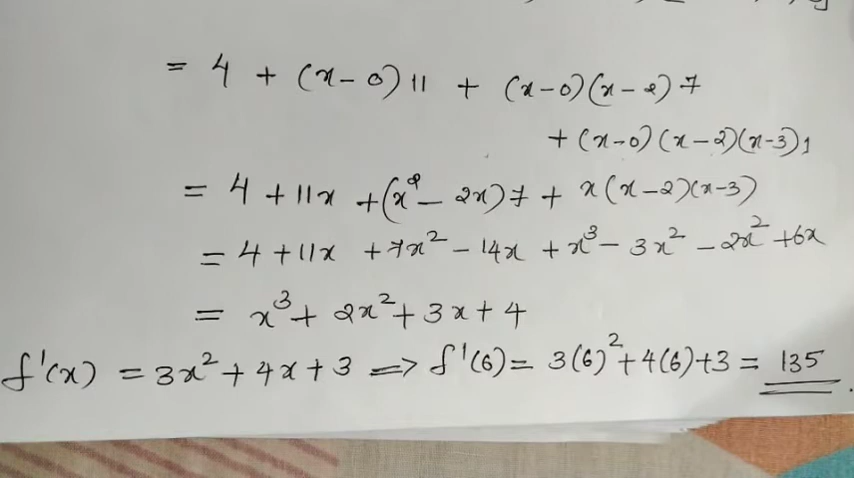 = 4 + (x-0) 11 + (x-0)(x-2) 7
+ (x-0) (x-2)(x-3) 1
= 4 + 11x + (x² - 2x) 7 + x(x-2)(x-3)
= 4 + 11x + 7x² - 14x + x³ - 3x² - 2x² + 6x
= x³ + 2x² + 3x + 4
f'(x) = 3x² + 4x + 3 => f'(6) = 3(6)² + 4(6) + 3 = 135.